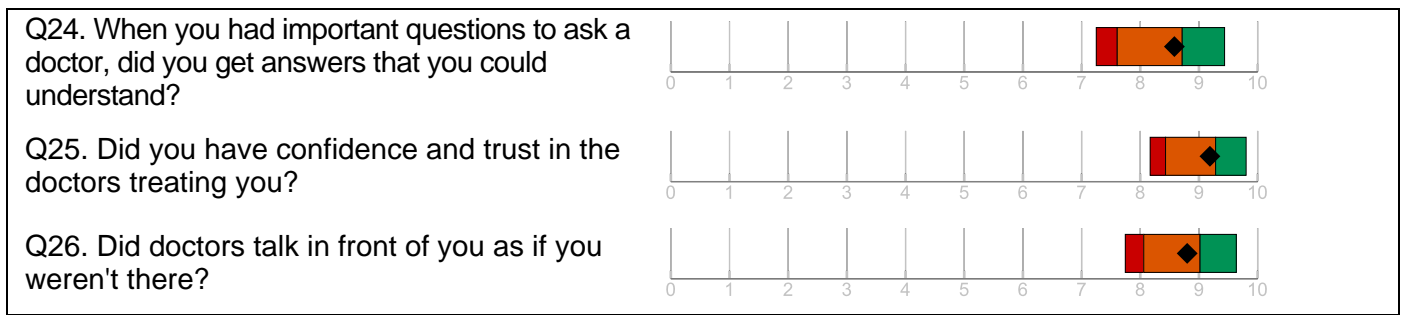 Q24. When you had important questions to ask a
doctor, did you get answers that you could
understand?
0 1 2 3 4 5 6 7 8 9 10
Q25. Did you have confidence and trust in the
doctors treating you?
0 1 2 3 4 5 6 7 8 9 10
Q26. Did doctors talk in front of you as if you
weren't there?
0 1 2 3 4 5 6 7 8 9 10